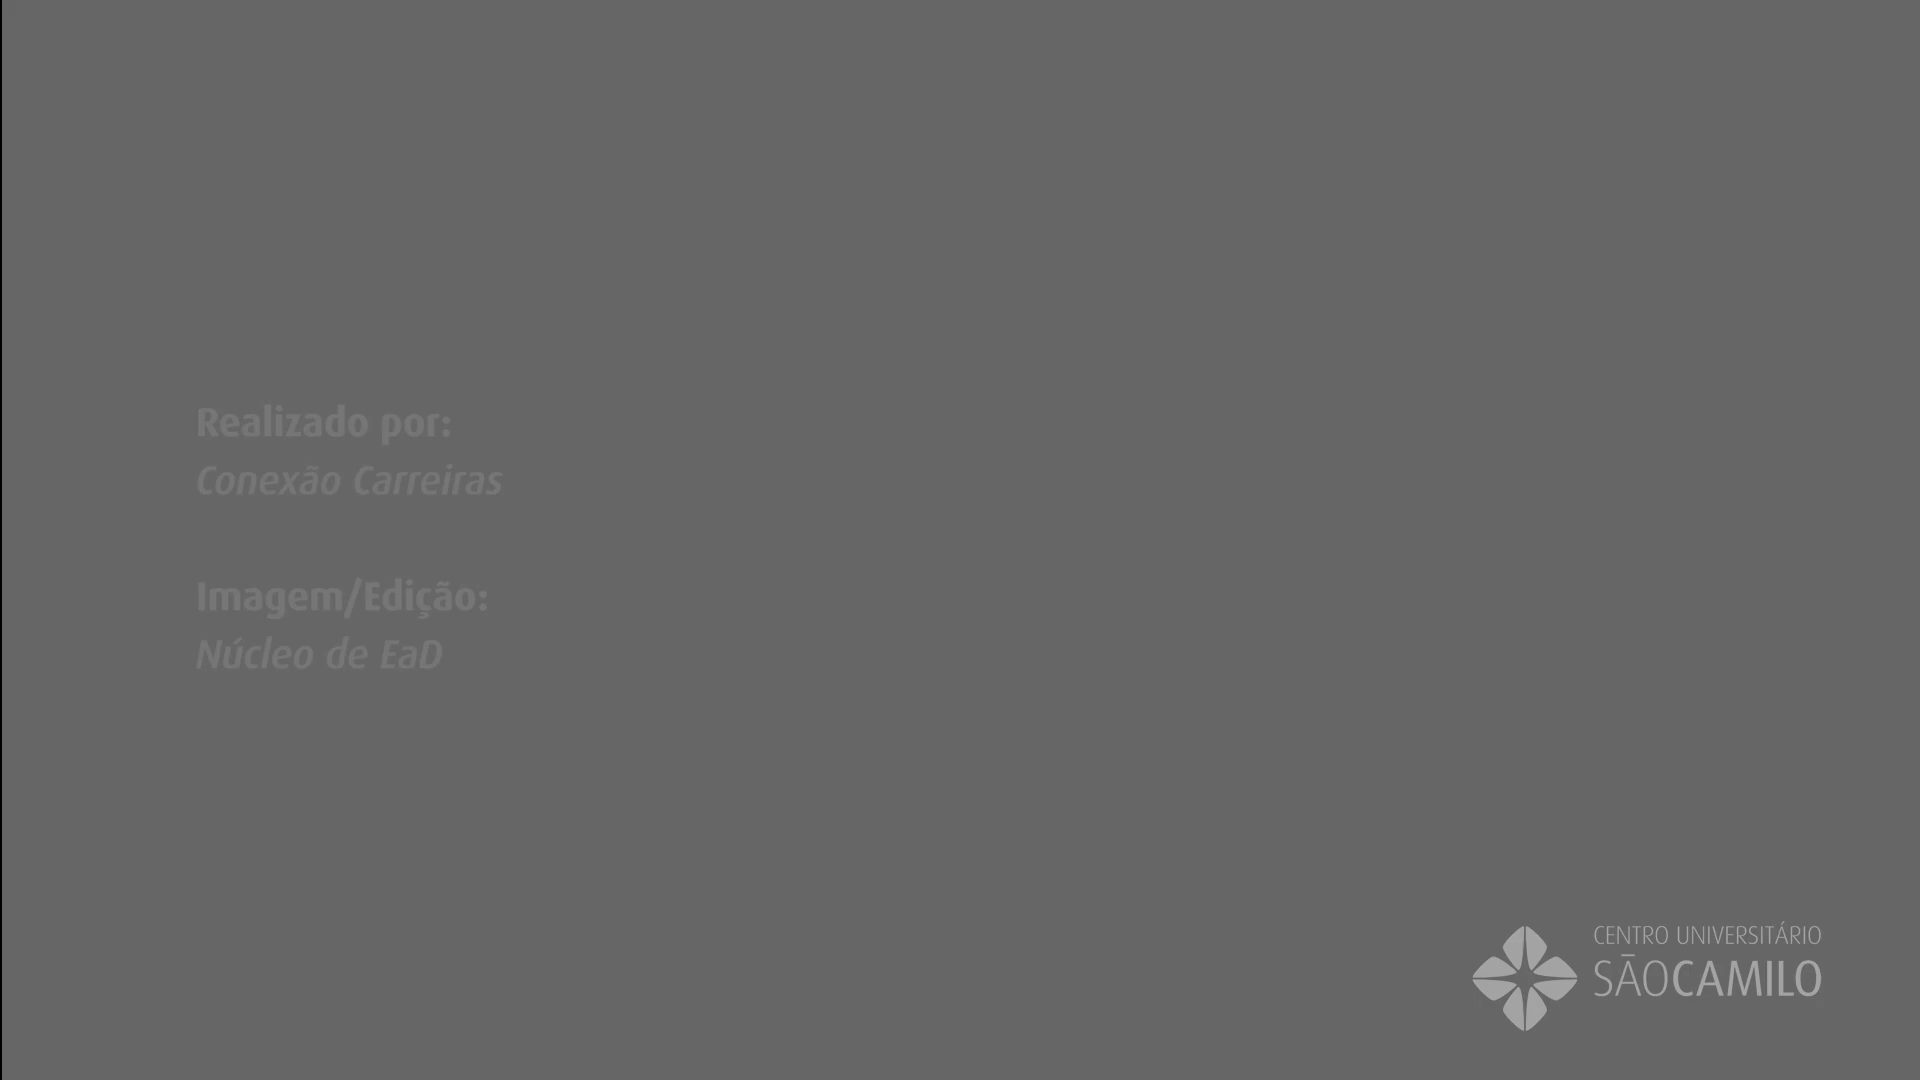 Realizado por:
Conexão Carreiras
Imagem/Edição:
Núcleo de EaD
CENTRO UNIVERSITÁRIO
SÃOCAMILO